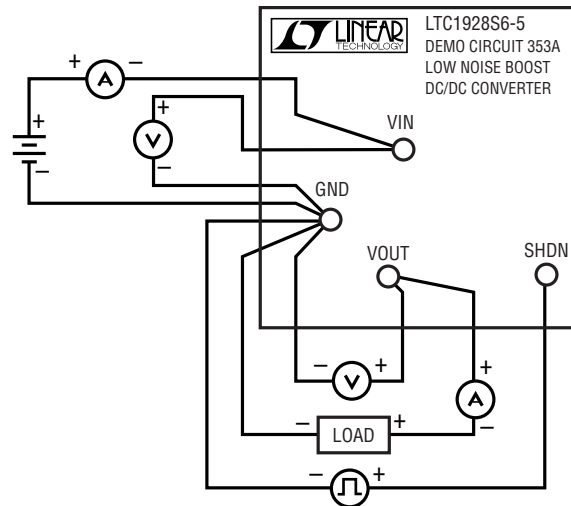 LINEAR
TECHNOLOGY
LTC1928S6-5
DEMO CIRCUIT 353A
LOW NOISE BOOST
DC/DC CONVERTER
+ A –
+
V
–
+
–
VIN
GND
VOUT
SHDN
– V +
+
A
–
– LOAD +
– +